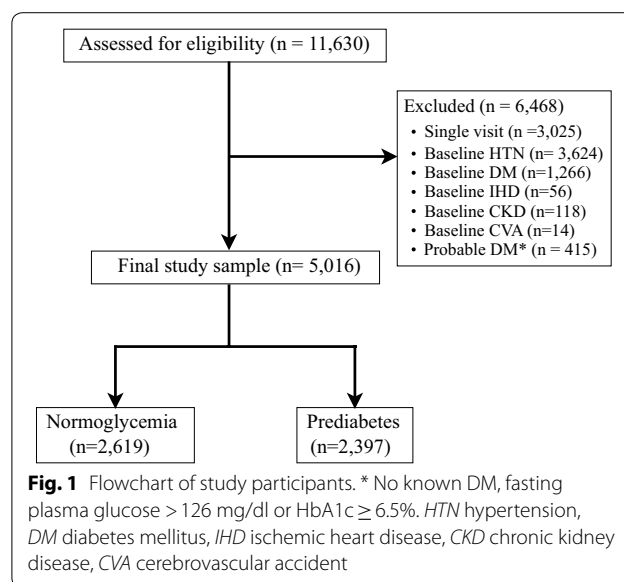 Assessed for eligibility (n = 11,630)
Excluded (n = 6,468)
• Single visit (n =3,025)
• Baseline HTN (n= 3,624)
• Baseline DM (n=1,266)
• Baseline IHD (n=56)
• Baseline CKD (n=118)
• Baseline CVA (n=14)
• Probable DM* (n = 415)
Final study sample (n= 5,016)
Normoglycemia
(n=2,619)
Prediabetes
(n=2,397)
Fig. 1 Flowchart of study participants. * No known DM, fasting
plasma glucose > 126 mg/dl or HbA1c ≥ 6.5%. HTN hypertension,
DM diabetes mellitus, IHD ischemic heart disease, CKD chronic kidney
disease, CVA cerebrovascular accident